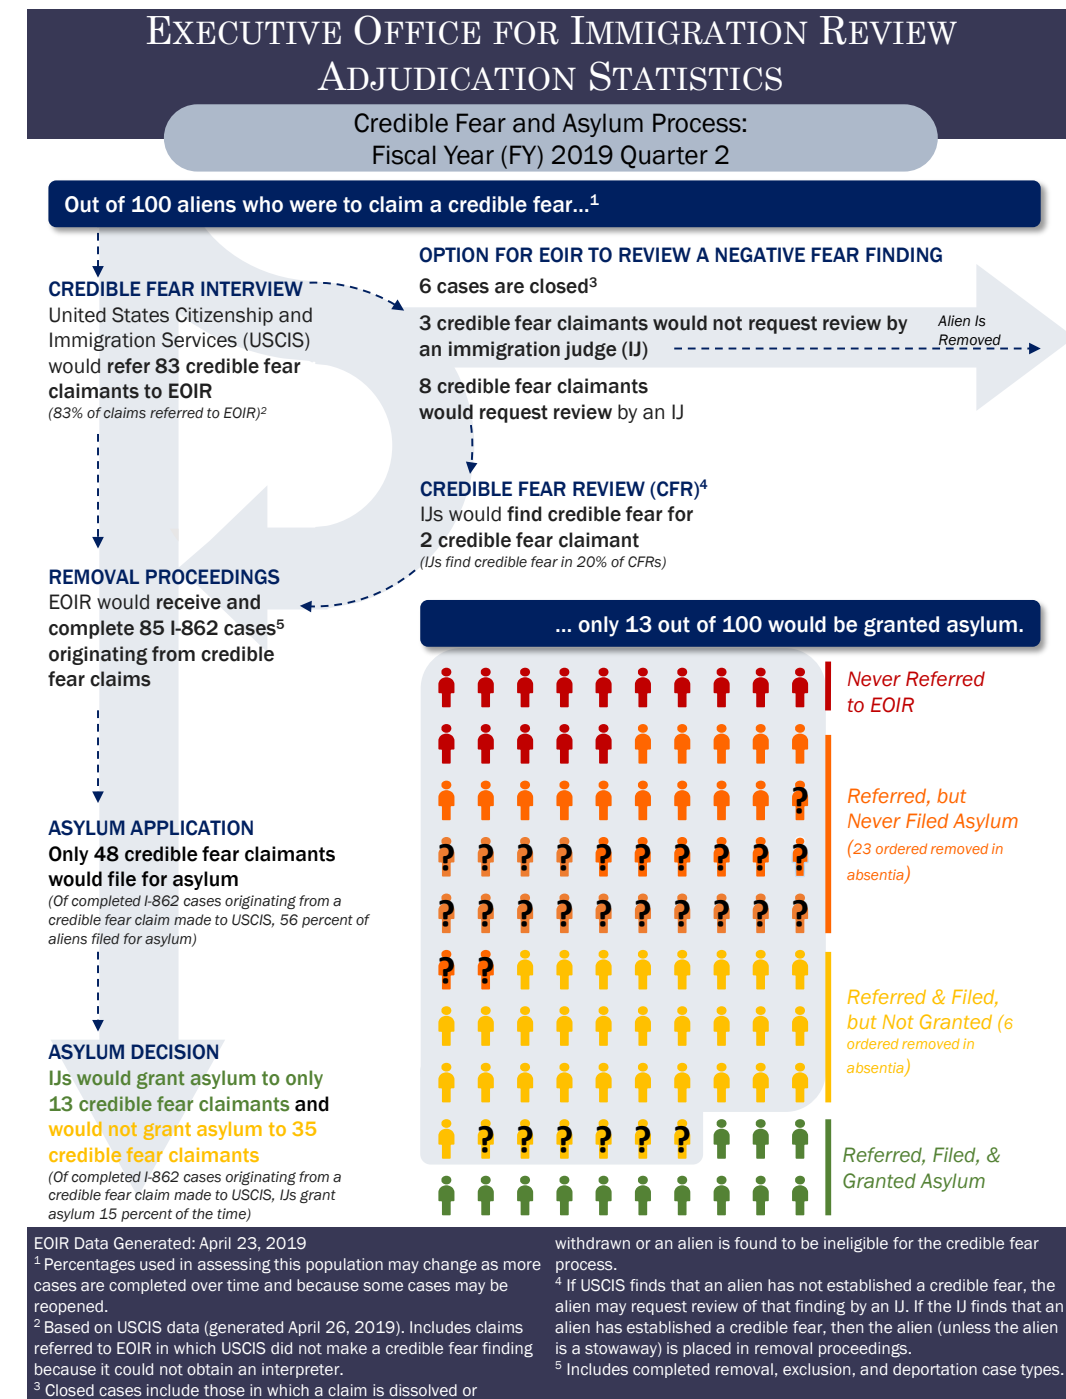 EXECUTIVE OFFICE FOR IMMIGRATION REVIEW
ADJUDICATION STATISTICS
Credible Fear and Asylum Process:
Fiscal Year (FY) 2019 Quarter 2
Out of 100 aliens who were to claim a credible fear...1
CREDIBLE FEAR INTERVIEW
United States Citizenship and
Immigration Services (USCIS)
would refer 83 credible fear
claimants to EOIR
(83% of claims referred to EOIR)2
OPTION FOR EOIR TO REVIEW A NEGATIVE FEAR FINDING
6 cases are closed3
3 credible fear claimants would not request review by
an immigration judge (IJ)
Alien Is
Removed
8 credible fear claimants
would request review by an IJ
CREDIBLE FEAR REVIEW (CFR)4
IJs would find credible fear for
2 credible fear claimant
(IJs find credible fear in 20% of CFRs)
REMOVAL PROCEEDINGS
EOIR would receive and
complete 85 I-862 cases5
originating from credible
fear claims
ASYLUM APPLICATION
Only 48 credible fear claimants
would file for asylum
(Of completed I-862 cases originating from a
credible fear claim made to USCIS, 56 percent of
aliens filed for asylum)
ASYLUM DECISION
IJs would grant asylum to only
13 credible fear claimants and
would not grant asylum to 35
credible fear claimants
(Of completed I-862 cases originating from a
credible fear claim made to USCIS, IJs grant
asylum 15 percent of the time)
... only 13 out of 100 would be granted asylum.
Never Referred
to EOIR
?
? ? ? ? ? ? ? ? ? ?
? ? ? ? ? ? ? ? ? ?
? ?
Referred, but
Never Filed Asylum
(23 ordered removed in
absentia)
Referred & Filed,
but Not Granted (6
ordered removed in
absentia)
? ? ? ? ? ?
Referred, Filed, &
Granted Asylum
EOIR Data Generated: April 23, 2019
1 Percentages used in assessing this population may change as more
cases are completed over time and because some cases may be
reopened.
2 Based on USCIS data (generated April 26, 2019). Includes claims
referred to EOIR in which USCIS did not make a credible fear finding
because it could not obtain an interpreter.
3 Closed cases include those in which a claim is dissolved or
withdrawn or an alien is found to be ineligible for the credible fear
process.
4 If USCIS finds that an alien has not established a credible fear, the
alien may request review of that finding by an IJ. If the IJ finds that an
alien has established a credible fear, then the alien (unless the alien
is a stowaway) is placed in removal proceedings.
5 Includes completed removal, exclusion, and deportation case types.